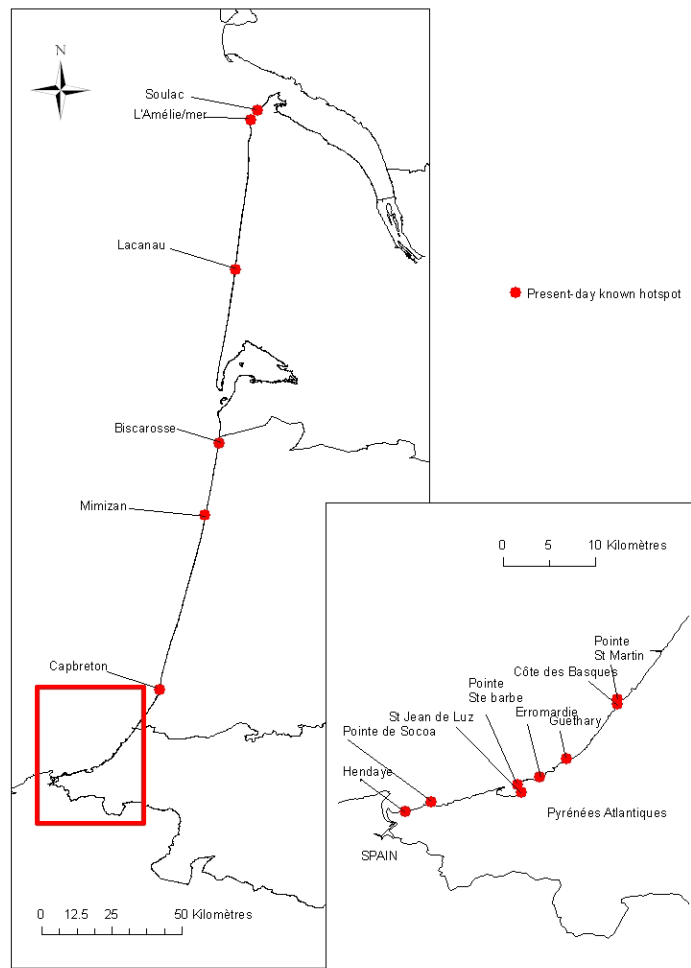 N
Soulac
L'Amélie/mer
Lacanau
Present-day known hotspot
Biscarosse
Mimizan
Capbreton
0 12.5 25 50 Kilomètres
0 5 10 Kilomètres
Pointe
St Martin
Côte des Basques
Pointe
Ste barbe
Erromardie
Guethary
St Jean de Luz
Pointe de Socoa
Hendaye
Pyrénées Atlantiques
SPAIN